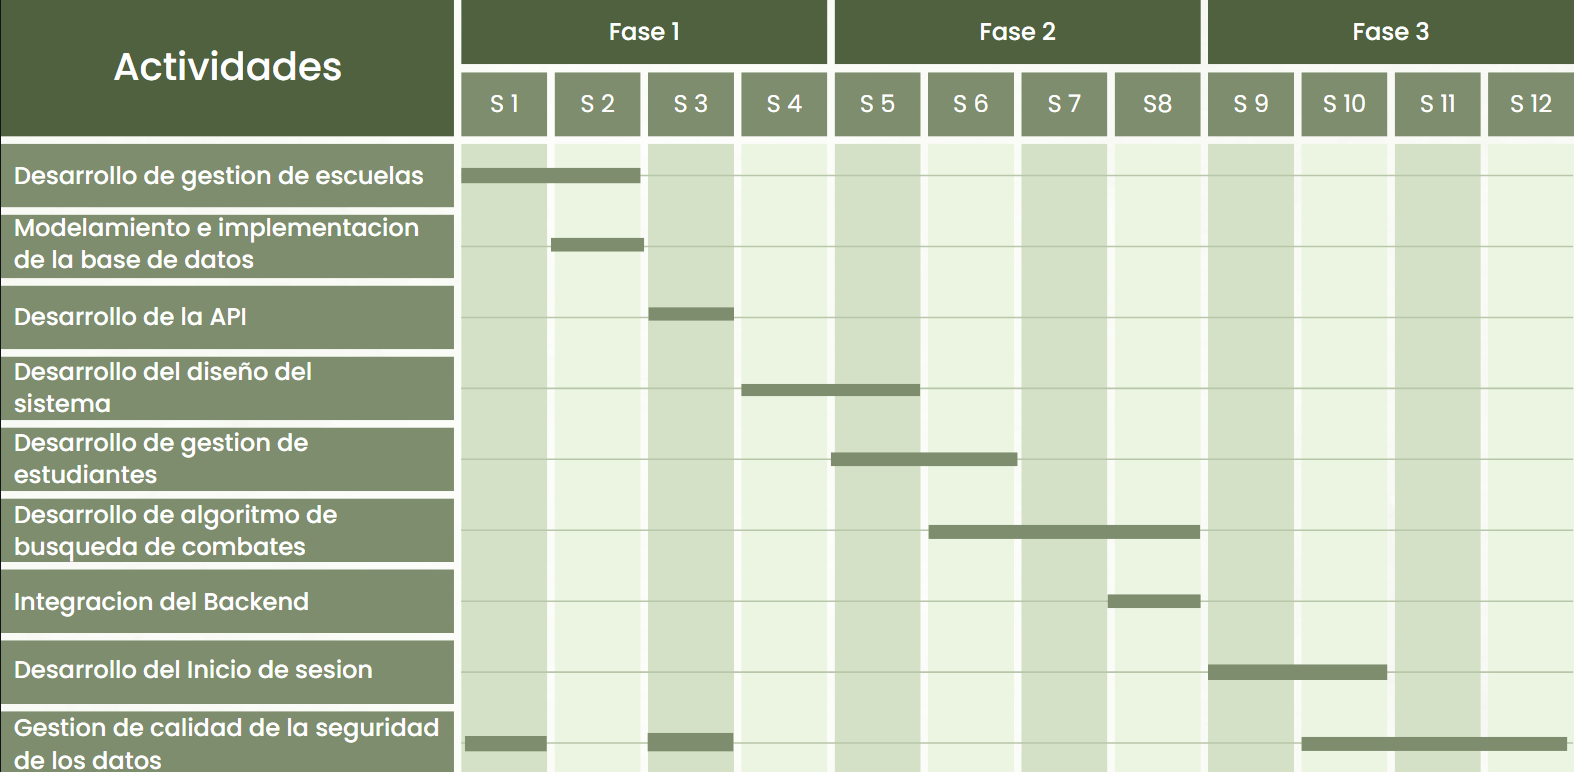 Actividades
Fase 1
Fase 2
Fase 3
S 1
S 2
S 3
S 4
S 5
S 6
S 7
S8
S 9
S 10
S 11
S 12
Desarrollo de gestion de escuelas
Modelamiento e implementacion
de la base de datos
Desarrollo de la API
Desarrollo del diseño del
sistema
Desarrollo de gestion de
estudiantes
Desarrollo de algoritmo de
busqueda de combates
Integracion del Backend
Desarrollo del Inicio de sesion
Gestion de calidad de la seguridad
de los datos